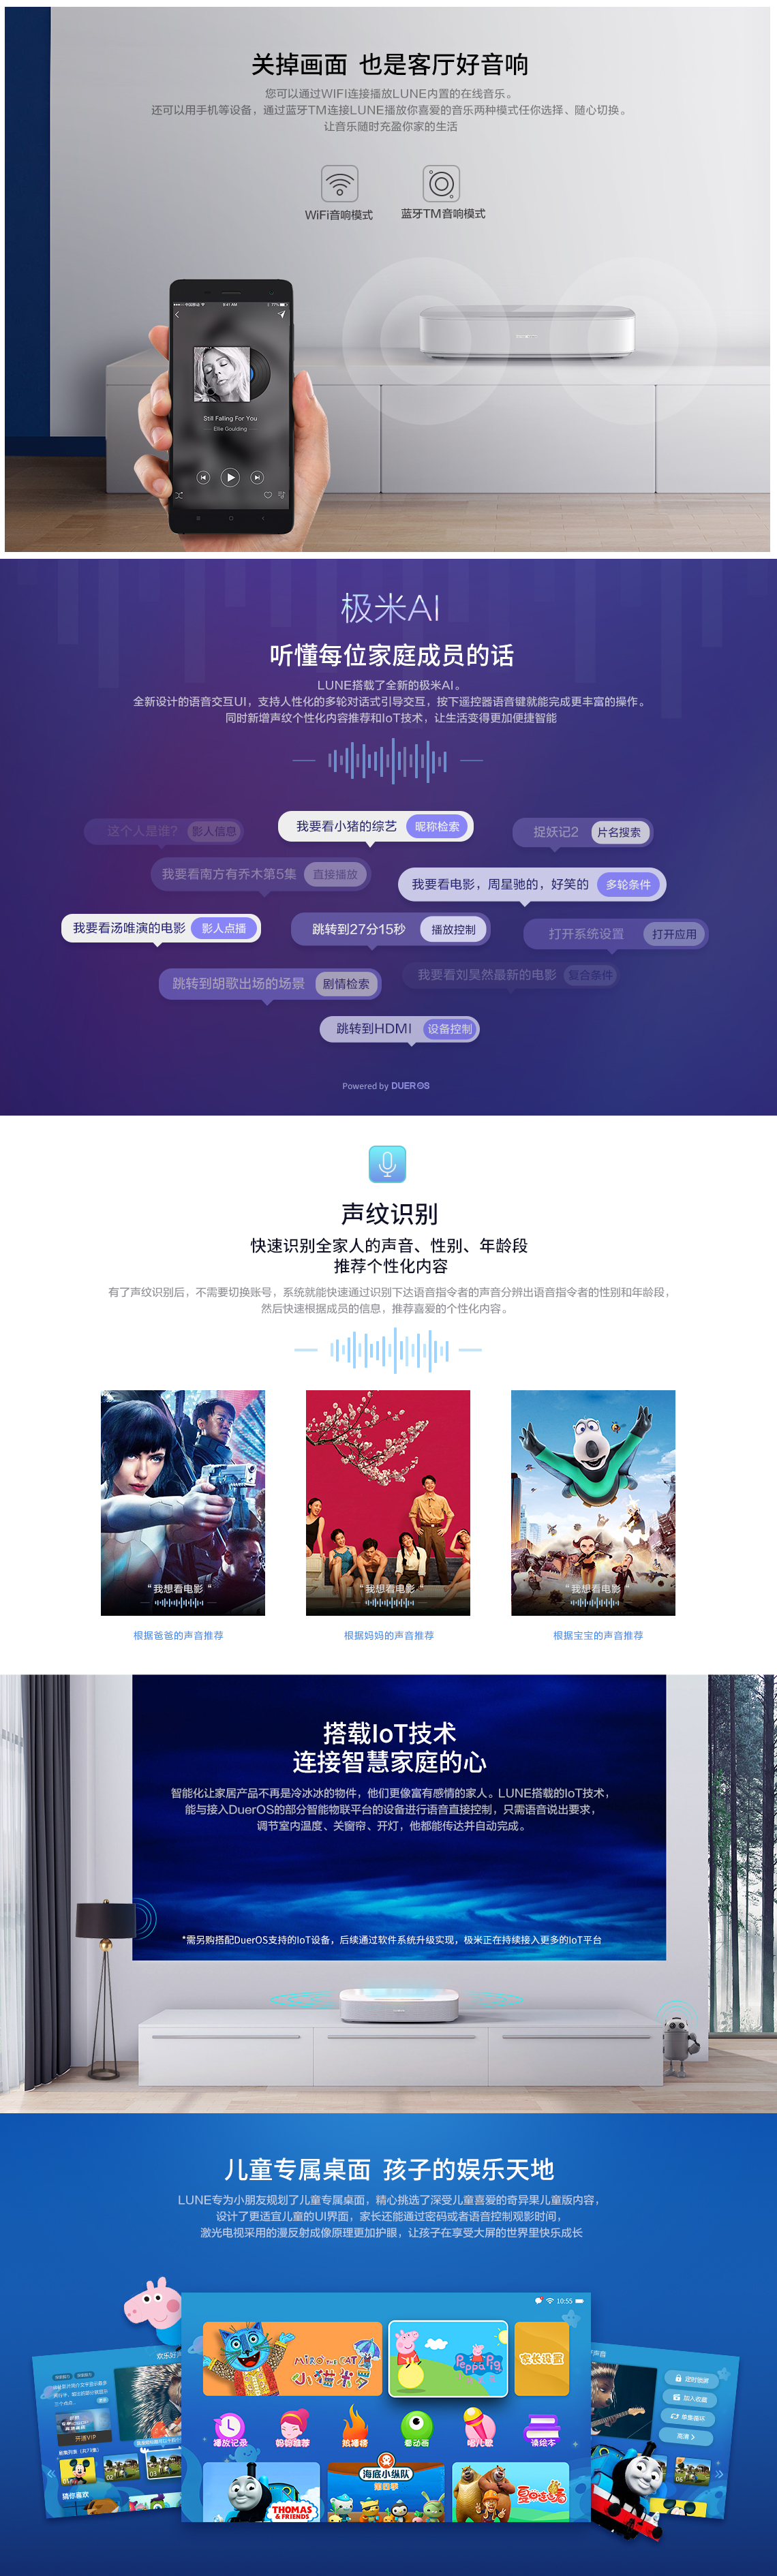 关掉画面 也是客厅好音响
您可以通过WIFI连接播放LUNE内置的在线音乐。
还可以用手机等设备，通过蓝牙TM连接LUNE播放你喜爱的音乐两种模式任你选择、随心切换。
让音乐随时充盈你家的生活
WiFi音响模式
蓝牙TM音响模式
9:41 AM
77%
Still Falling For You
Ellie Goulding
极米AI
听懂每位家庭成员的话
LUNE搭载了全新的极米AI。
全新设计的语音交互UI，支持人性化的多轮对话式引导交互，按下遥控器语音键就能完成更丰富的操作。
同时新增声纹个性化内容推荐和IoT技术，让生活变得更加便捷智能
这个人是谁? 影人信息
我要看小猪的综艺 昵称检索
捉妖记2 片名搜索
我要看南方有乔木第5集 直接播放
我要看电影，周星驰的，好笑的 多轮条件
我要看汤唯演的电影 影人点播
跳转到27分15秒 播放控制
打开系统设置 打开应用
跳转到胡歌出场的场景 剧情检索
我要看刘昊然最新的电影 聚合条件
跳转到HDMI 设备控制
Powered by DUEROS
声纹识别
快速识别全家人的声音、性别、年龄段
推荐个性化内容
有了声纹识别后，不需要切换账号，系统就能快速通过识别下达语音指令者的声音分辨出语音指令者的性别和年龄段，
然后快速根据成员的信息，推荐喜爱的个性化内容。
“我想看电影“
“我想看电影“
“我想看电影“
根据爸爸的声音推荐
根据妈妈的声音推荐
根据宝宝的声音推荐
搭载IoT技术
连接智慧家庭的心
智能化让家居产品不再是冷冰冰的物件，他们更像富有感情的家人。LUNE搭载的IoT技术，
能与接入DuerOS的部分智能物联平台的设备进行语音直接控制，只需语音说出要求，
调节室内温度、关窗帘、开灯，他都能传达并自动完成。
*需另购搭配DuerOS支持的IoT设备，后续通过软件系统升级实现，极米正在持续接入更多的IoT平台
儿童专属桌面 孩子的娱乐天地
LUNE专为小朋友规划了儿童专属桌面，精心挑选了深受儿童喜爱的奇异果儿童版内容，
设计了更适宜儿童的UI界面，家长还能通过密码或者语音控制观影时间，
激光电视采用的漫反射成像原理更加护眼，让孩子在享受大屏的世界里快乐成长
10:55
MIRO THE CAT
小猫米多
Peppa Pig
家长设置
播放记录
妈妈推荐
飙播榜
看动画
听儿歌
读绘本
THOMAS & FRIENDS
海底小纵队
第四季
开通VIP
猜你喜欢
定时锁屏
加入收藏
单集循环
高清